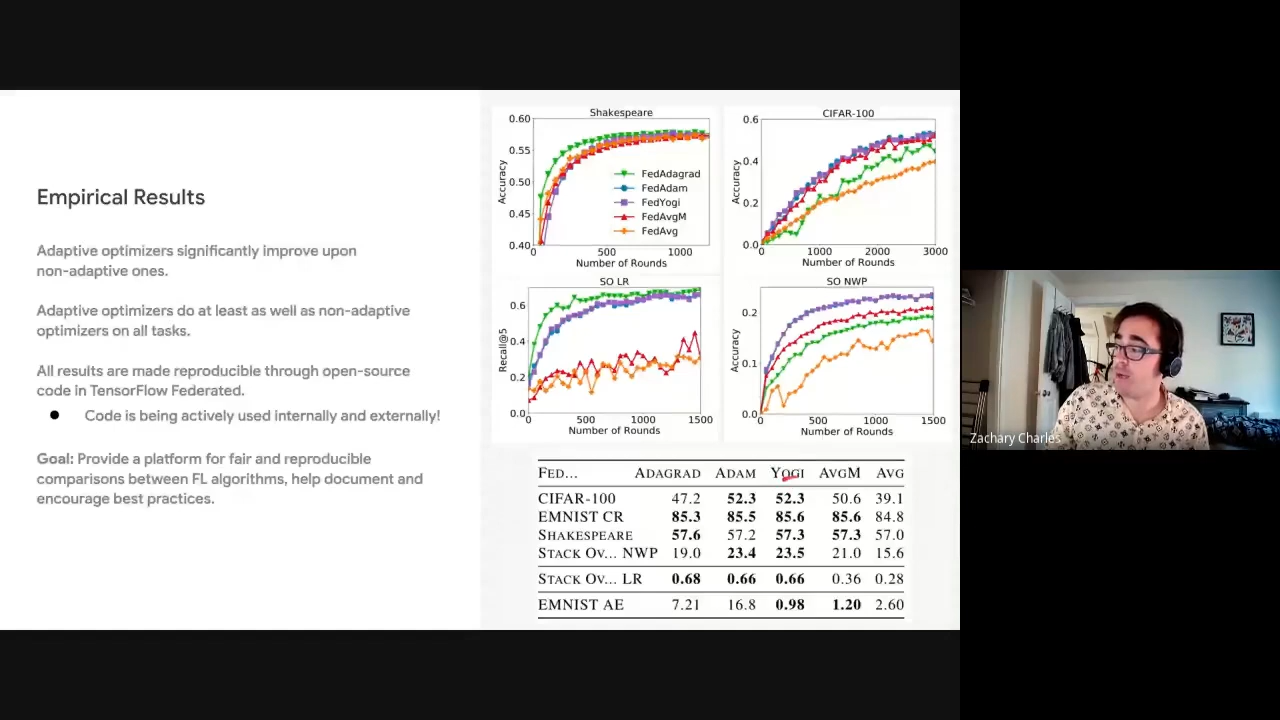 Empirical Results
Adaptive optimizers significantly improve upon
non-adaptive ones.
Adaptive optimizers do at least as well as non-adaptive
optimizers on all tasks.
All results are made reproducible through open-source
code in TensorFlow Federated.
● Code is being actively used internally and externally!
Goal: Provide a platform for fair and reproducible
comparisons between FL algorithms, help document and
encourage best practices.
Shakespeare
0.60
0.55
0.50
0.45
0.40
Accuracy
FedAdagrad
FedAdam
FedYogi
FedAvgM
FedAvg
0 500 1000
Number of Rounds
CIFAR-100
0.6
0.4
0.2
0.0
Accuracy
0 1000 2000 3000
Number of Rounds
SO LR
0.6
0.4
0.2
0.0
Recall@5
0 500 1000 1500
Number of Rounds
SO NWP
0.2
0.1
0.0
Accuracy
0 500 1000 1500
Number of Rounds
FED... ADAGRAD ADAM YOGI AVGM AVG
CIFAR-100 47.2 52.3 52.3 50.6 39.1
EMNIST CR 85.3 85.5 85.6 85.6 84.8
SHAKESPEARE 57.6 57.2 57.3 57.3 57.0
STACK OV... NWP 19.0 23.4 23.5 21.0 15.6
STACK OV... LR 0.68 0.66 0.66 0.36 0.28
EMNIST AE 7.21 16.8 0.98 1.20 2.60
Zachary Charles